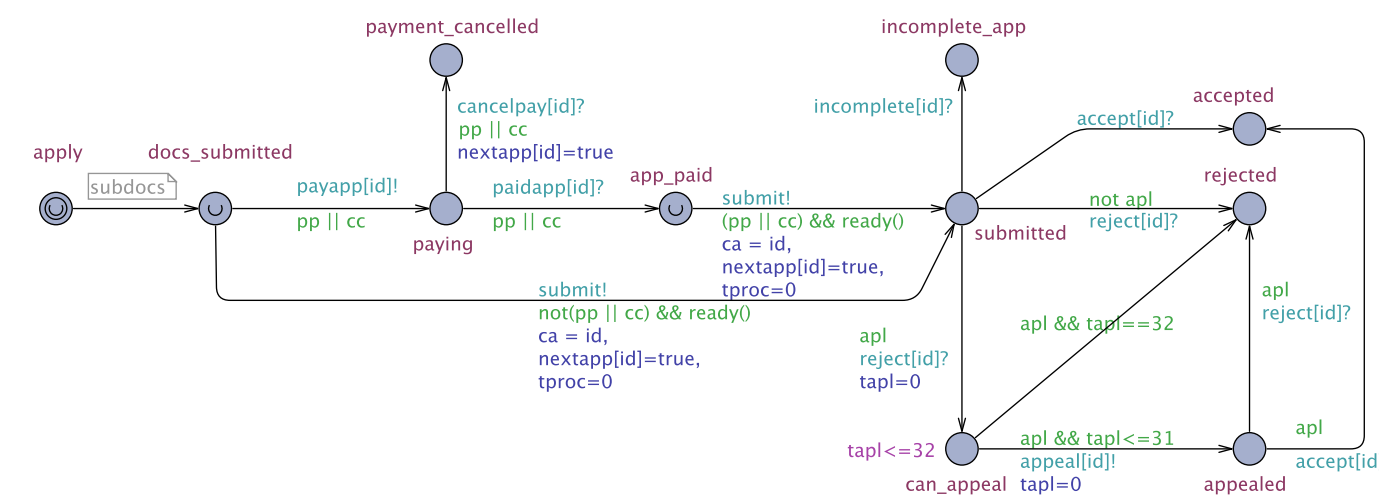 payment_cancelled
incomplete_app
cancelpay[id]?
pp || cc
nextapp[id]=true
incomplete[id]?
accepted
accept[id]?
apply
subdocs
docs_submitted
payapp[id]!
pp || cc
paying
paidapp[id]?
pp || cc
app_paid
submit!
(pp || cc) && ready()
ca = id,
nextapp[id]=true,
tproc=0
submitted
rejected
not apl
reject[id]?
submit!
not(pp || cc) && ready()
ca = id,
nextapp[id]=true,
tproc=0
apl
reject[id]?
tapl=0
apl && tapl==32
apl
reject[id]?
tapl<=32
can_appeal
apl && tapl<=31
appeal[id]!
tapl=0
appealed
apl
accept[id